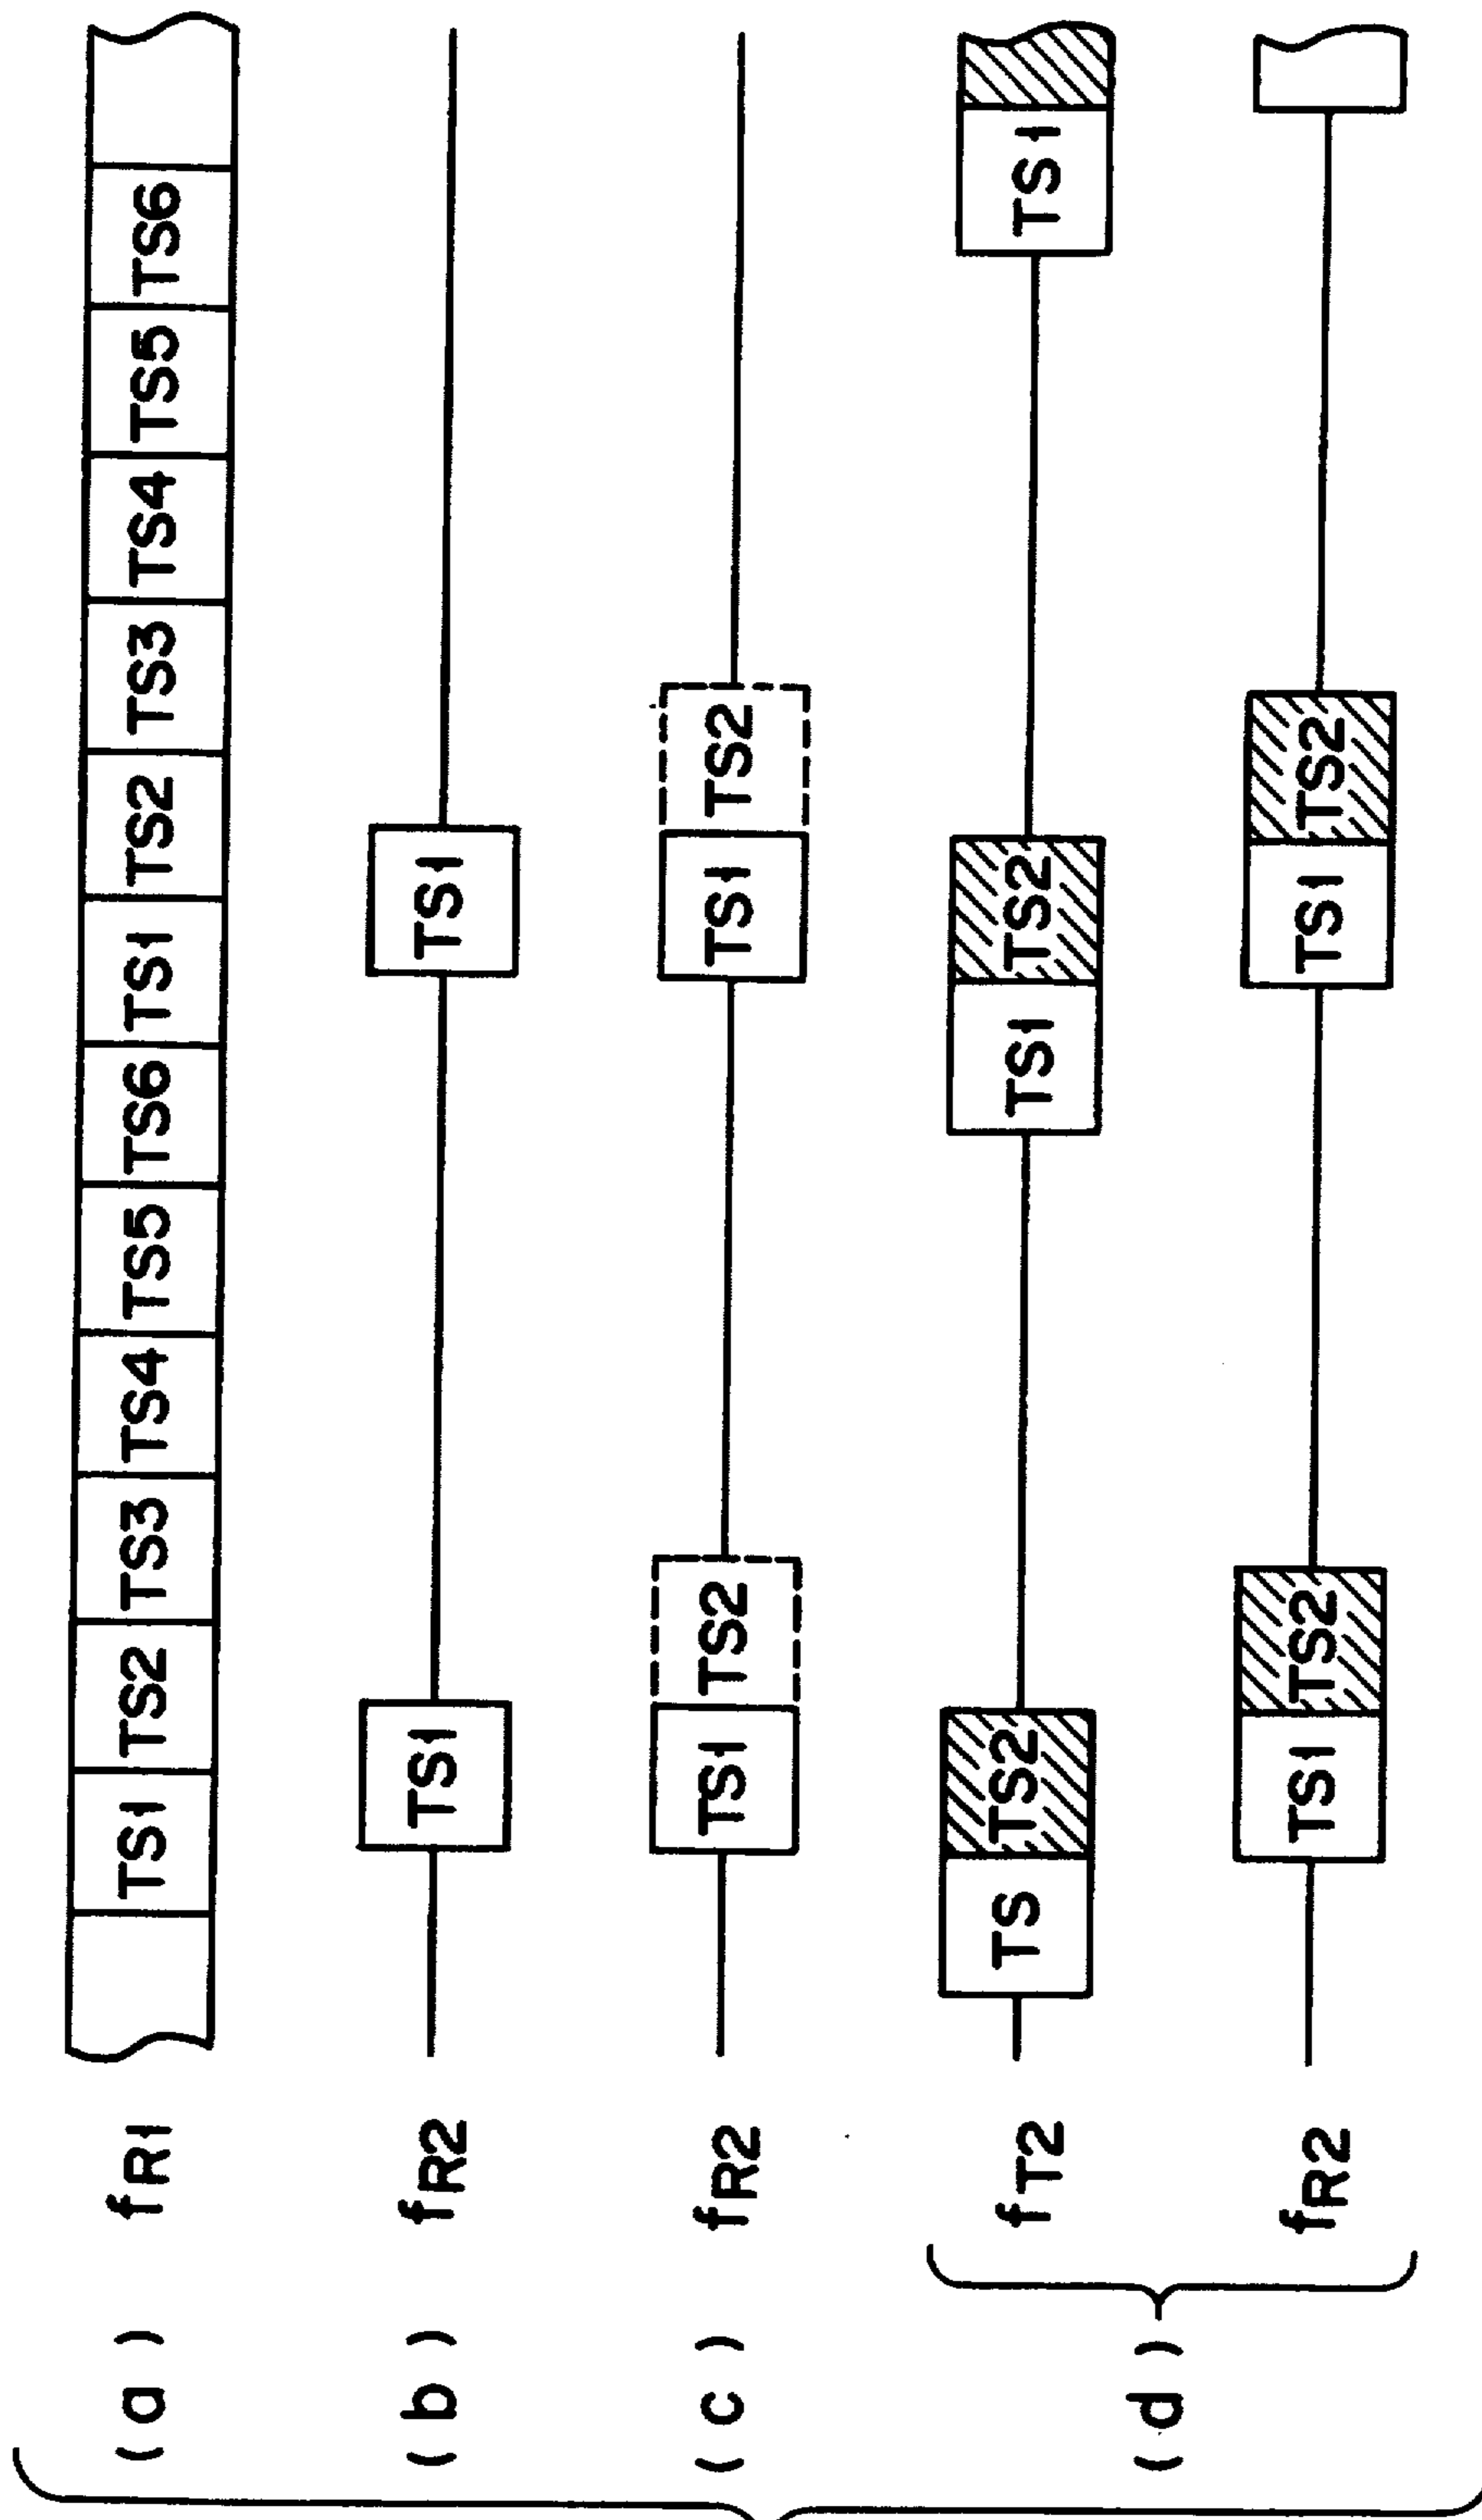 (a) fR1 TS1 TS2 TS3 TS4 TS5 TS6 TS1 TS2 TS3 TS4 TS5 TS6
(b) fR2 TS1 TS1
(c) fR2 TS1 TS2 TS1 TS2
(d)
fT2 TS TS2 TS1 TS2 TS1
fR2 TS1 TS2 TS1 TS2